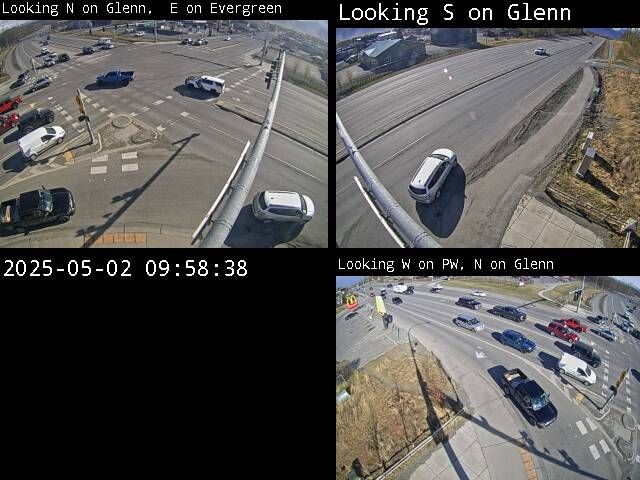 Looking N on Glenn,  E on Evergreen
Looking S on Glenn
2025-05-02 09:58:38
Looking W on PW, N on Glenn